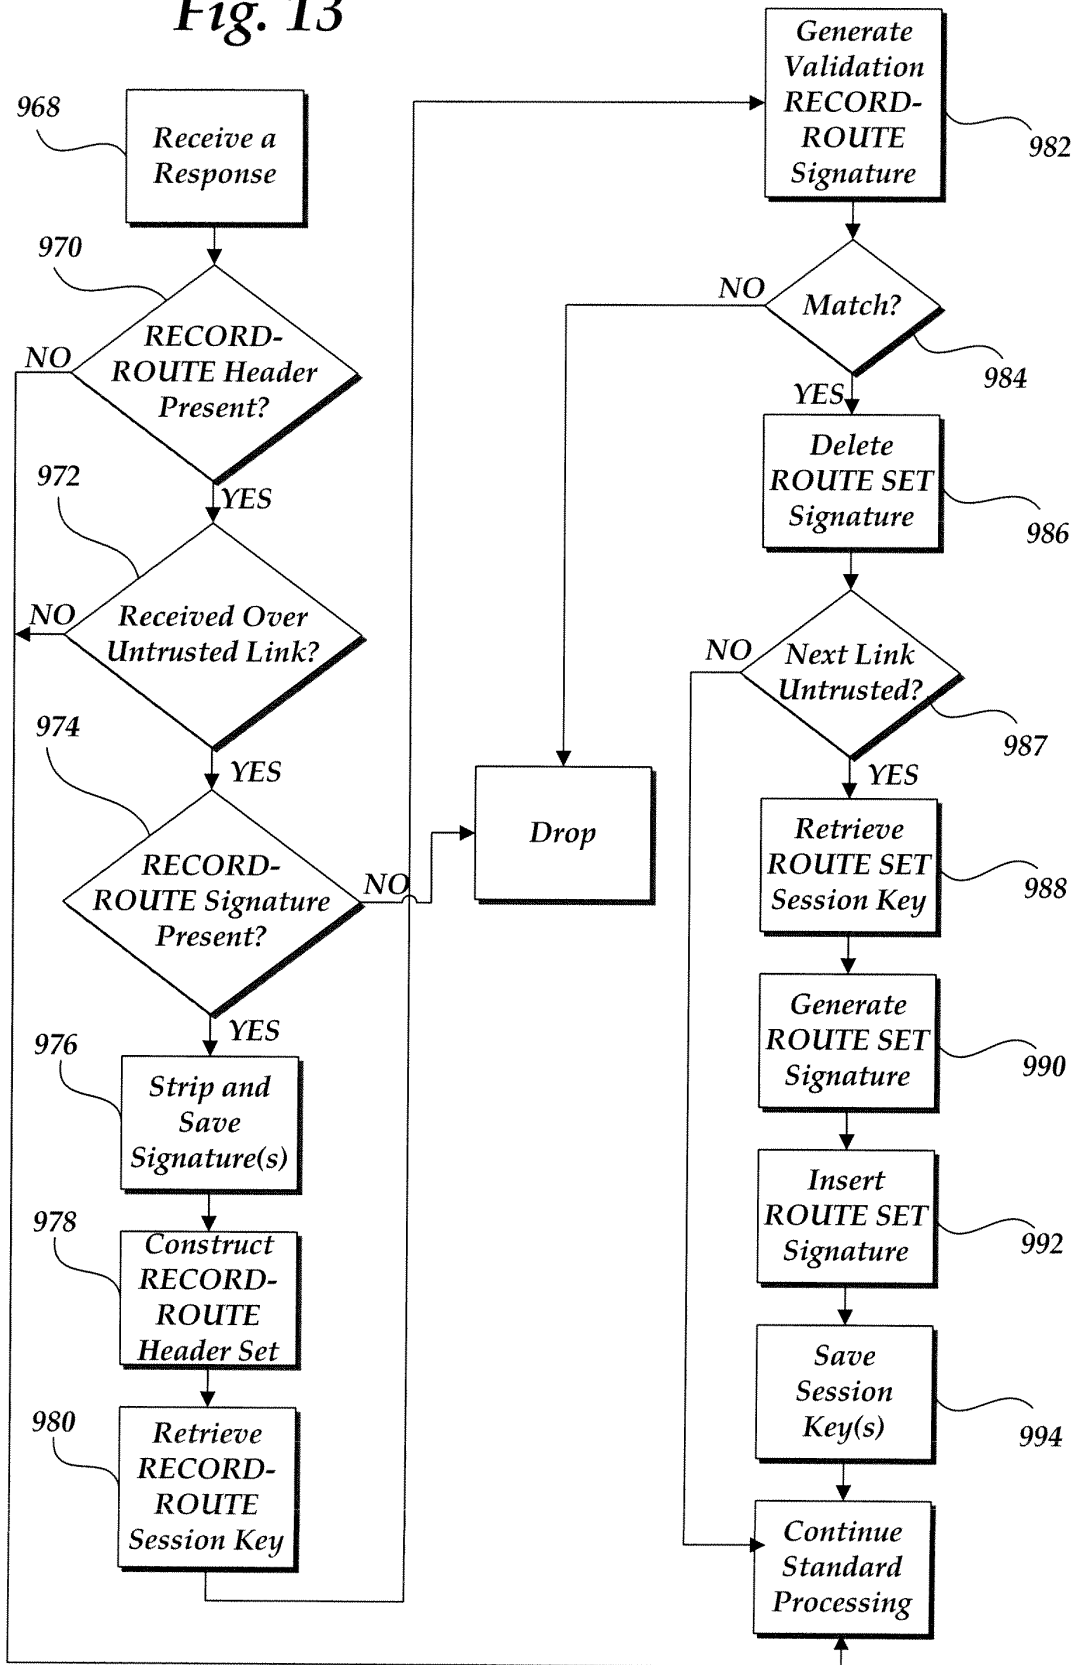 Fig. 13
968
Receive a
Response
970
RECORD-
ROUTE Header
Present?
NO
YES
972
Received Over
Untrusted Link?
NO
YES
974
RECORD-
ROUTE Signature
Present?
NO
YES
976
Strip and
Save
Signature(s)
978
Construct
RECORD-
ROUTE
Header Set
980
Retrieve
RECORD-
ROUTE
Session Key
Drop
Generate
Validation
RECORD-
ROUTE
Signature
982
Match?
NO
984
YES
Delete
ROUTE SET
Signature
986
Next Link
Untrusted?
NO
987
YES
Retrieve
ROUTE SET
Session Key
988
Generate
ROUTE SET
Signature
990
Insert
ROUTE SET
Signature
992
Save
Session
Key(s)
994
Continue
Standard
Processing